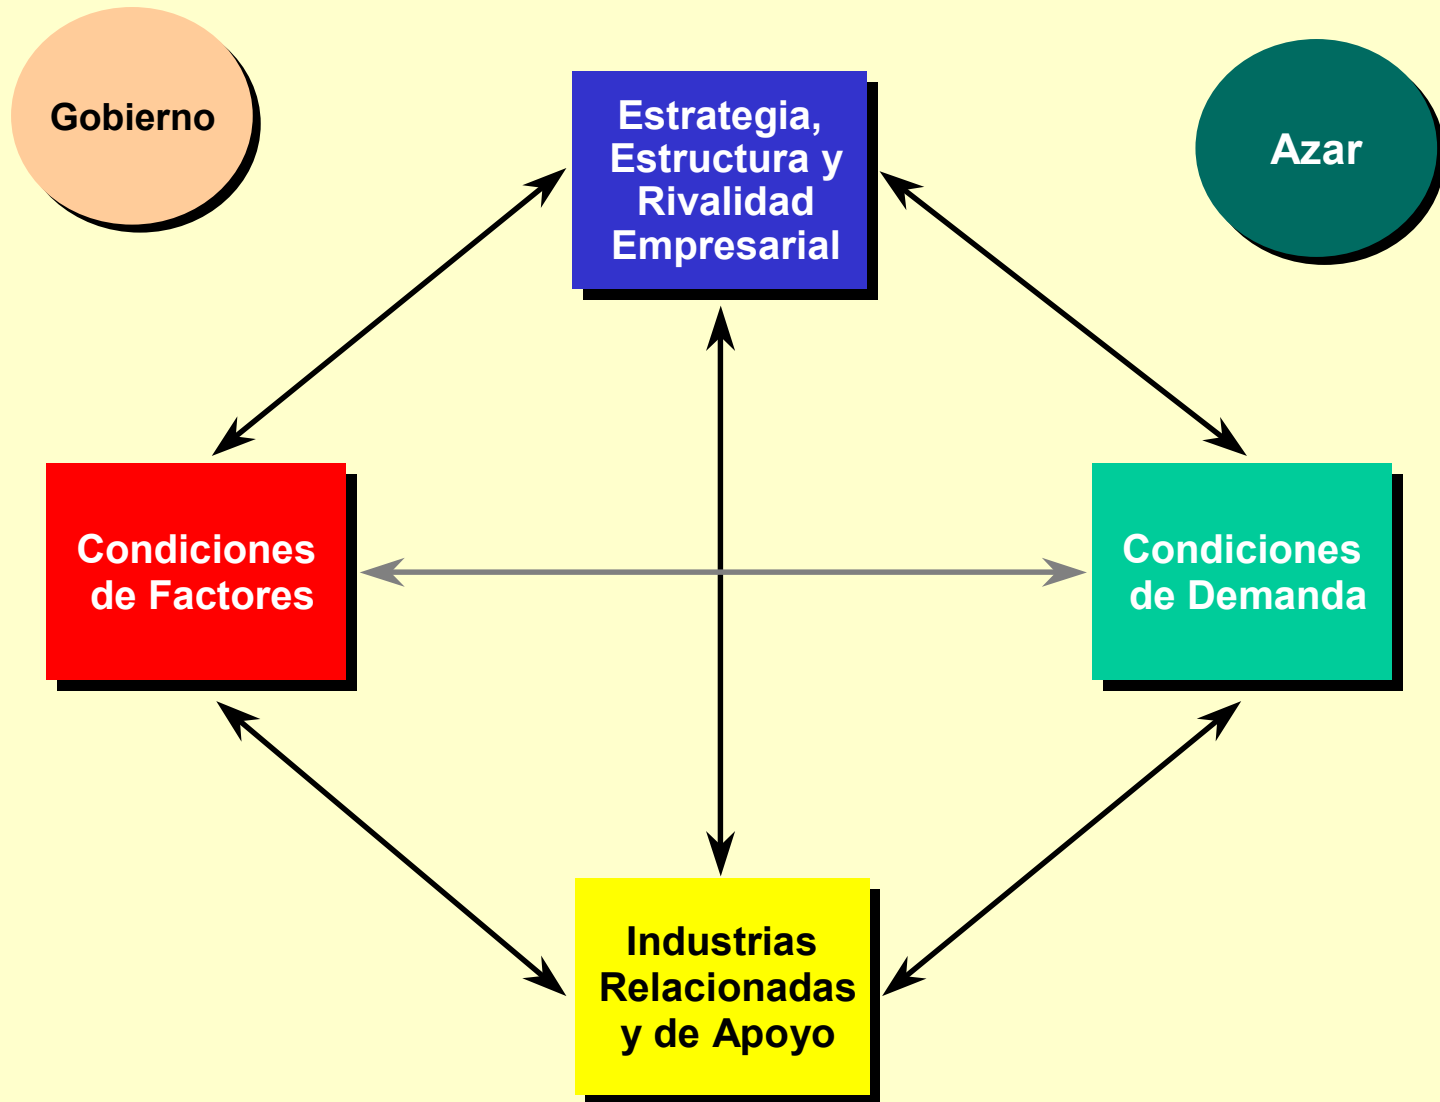 Gobierno
Estrategia,
Estructura y
Rivalidad
Empresarial
Azar
Condiciones
de Factores
Condiciones
de Demanda
Industrias
Relacionadas
y de Apoyo